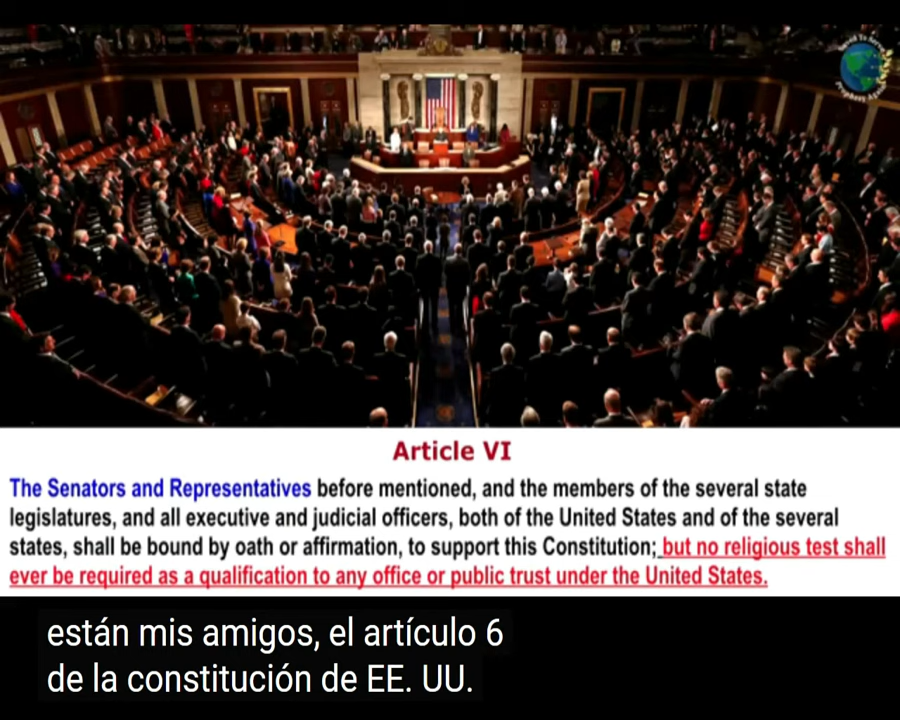 Article VI
The Senators and Representatives before mentioned, and the members of the several state
legislatures, and all executive and judicial officers, both of the United States and of the several
states, shall be bound by oath or affirmation, to support this Constitution; but no religious test shall
ever be required as a qualification to any office or public trust under the United States.
están mis amigos, el artículo 6
de la constitución de EE. UU.